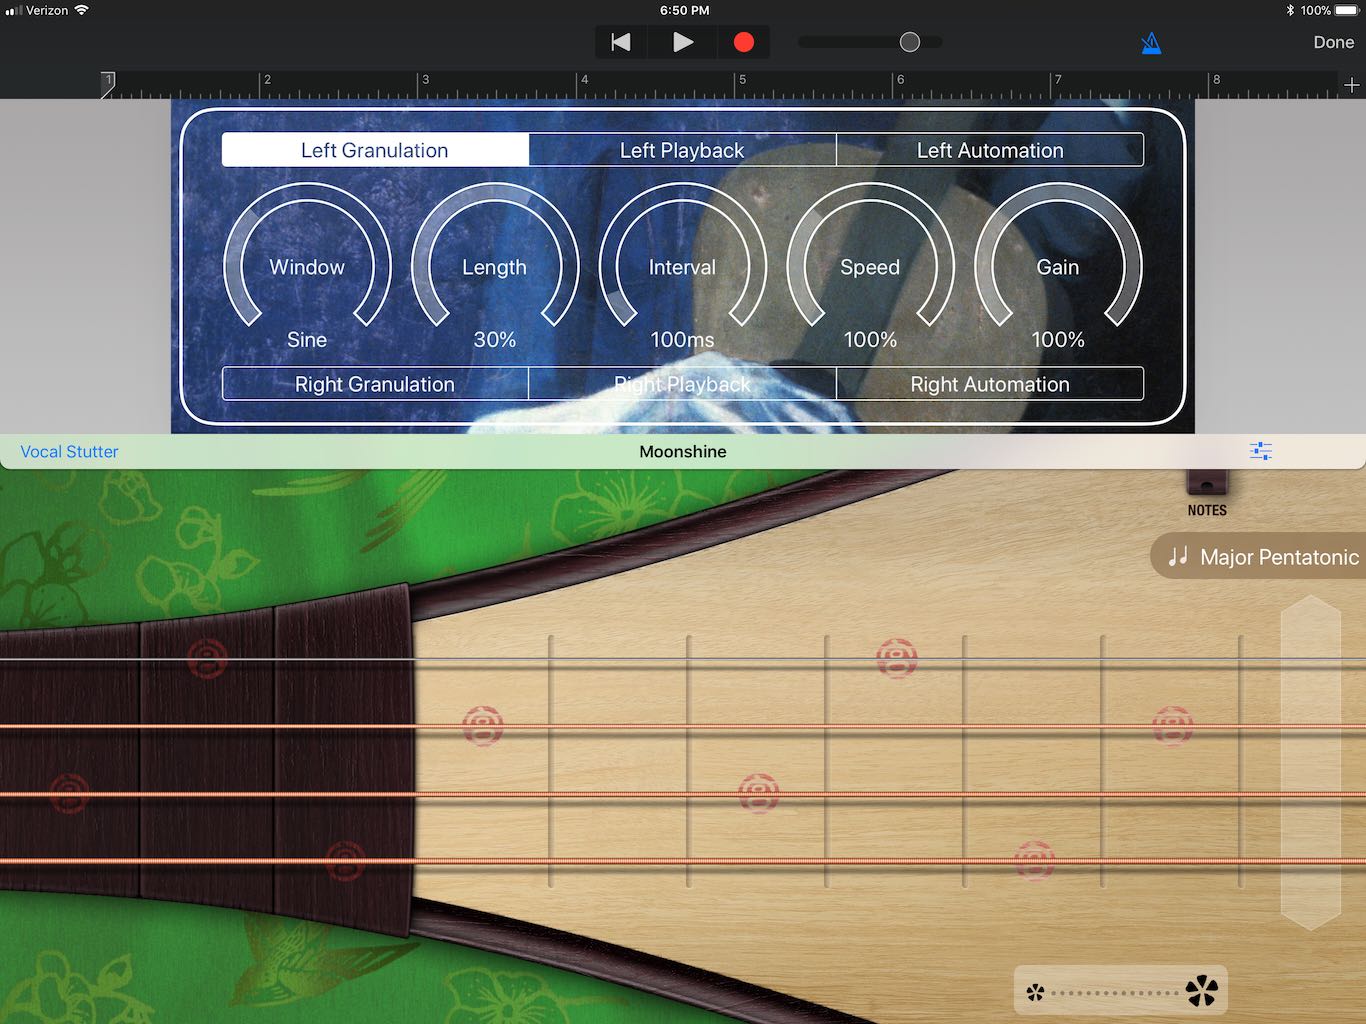 Verizon 6:50 PM 100%
Done
1 2 3 4 5 6 7 8
Left Granulation Left Playback Left Automation
Window Length Interval Speed Gain
Sine 30% 100ms 100% 100%
Right Granulation Right Playback Right Automation
Vocal Stutter Moonshine
NOTES
Major Pentatonic